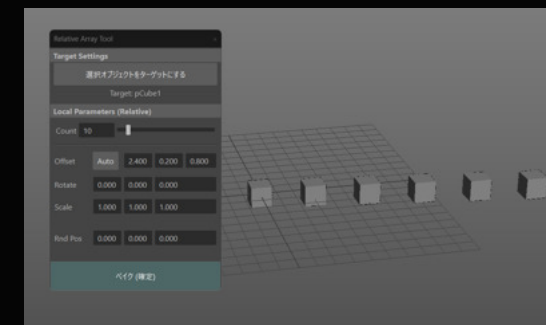 Relative Array Tool
Target Settings
選択オブジェクトをターゲットにする
Target: pCube1
Local Parameters (Relative)
Count 10
Offset Auto 2.400 0.200 0.800
Rotate 0.000 0.000 0.000
Scale 1.000 1.000 1.000
Rnd Pos 0.000 0.000 0.000
ベイク (確定)